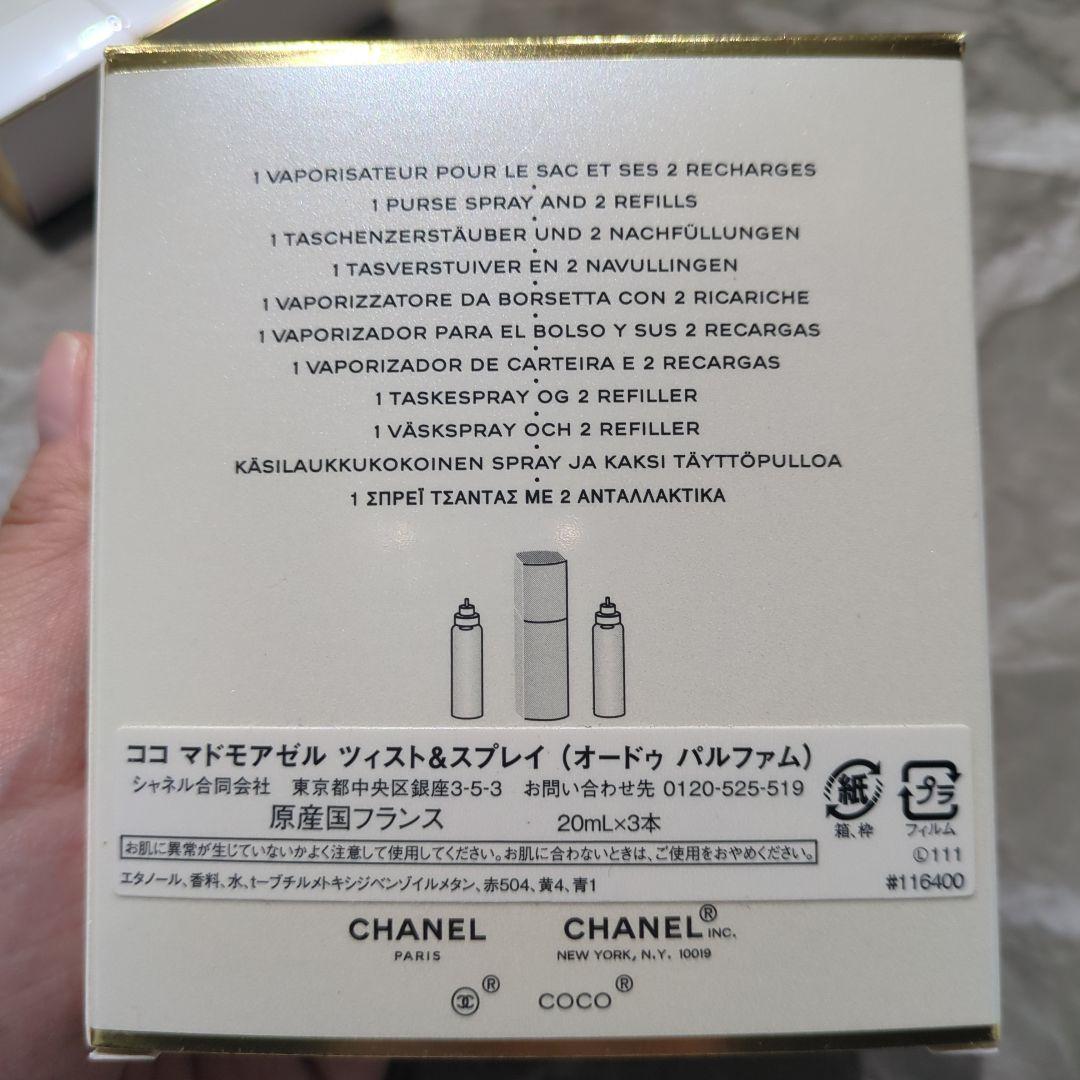 1 VAPORISATEUR POUR LE SAC ET SES 2 RECHARGES
1 PURSE SPRAY AND 2 REFILLS
1 TASCHENZERSTÄUBER UND 2 NACHFÜLLUNGEN
1 TASVERSTUIVER EN 2 NAVULLINGEN
1 VAPORIZZATORE DA BORSETTA CON 2 RICARICHE
1 VAPORIZADOR PARA EL BOLSO Y SUS 2 RECARGAS
1 VAPORIZADOR DE CARTEIRA E 2 RECARGAS
1 TASKESPRAY OG 2 REFILLER
1 VÄSKSPRAY OCH 2 REFILLER
KÄSILAUKKUKOKOINEN SPRAY JA KAKSI TÄYTTÖPULLOA
1 ΣΠΡΕΪ ΤΣΑΝΤΑΣ ΜΕ 2 ΑΝΤΑΛΛΑΚΤΙΚΑ
ココ マドモアゼル ツィスト&スプレイ (オードゥ パルファム)
シャネル合同会社 東京都中央区銀座3-5-3 お問い合わせ先 0120-525-519
原産国フランス 20mL×3本
お肌に異常が生じていないかよく注意して使用してください。お肌に合わないときは、ご使用をおやめください。
エタノール、香料、水、t-ブチルメトキシジベンゾイルメタン、赤504、黄4、青1
紙 プラ
箱、枠 フィルム
Ⓛ111
#116400
CHANEL CHANEL® INC.
PARIS NEW YORK, N.Y. 10019
® COCO®